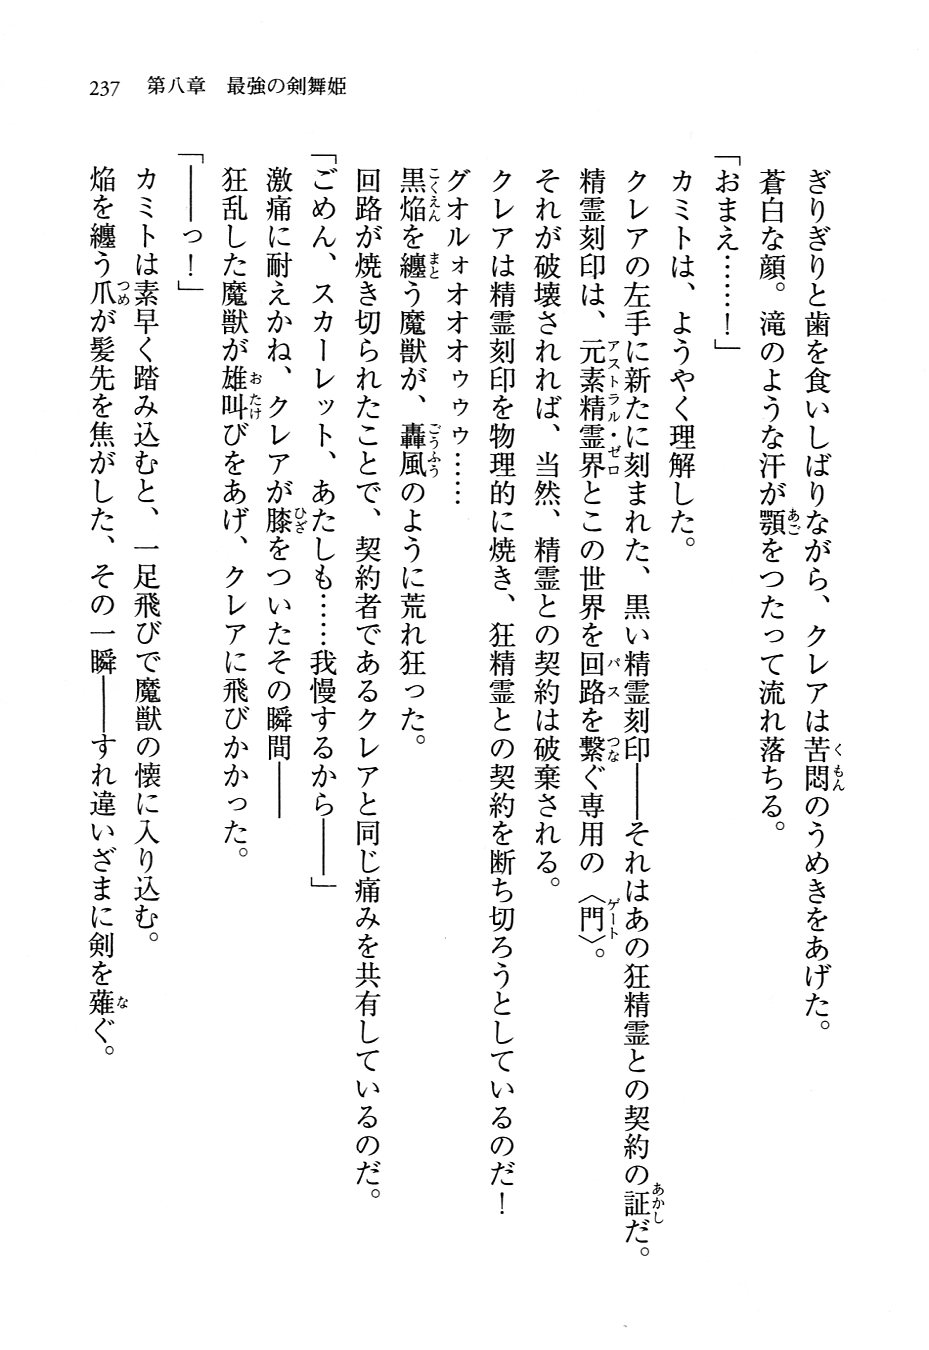 237　第八章　最強の剣舞姫
ぎりぎりと歯を食いしばりながら、クレアは苦悶のうめきをあげた。
蒼白な顔。滝のような汗が顎をつたって流れ落ちる。
「おまえ……！」
カミトは、ようやく理解した。
クレアの左手に新たに刻まれた、黒い精霊刻印――それはあの狂精霊との契約の証だ。
精霊刻印は、元素精霊界とこの世界を回路を繋ぐ専用の〈門〉。
それが破壊されれば、当然、精霊との契約は破棄される。
クレアは精霊刻印を物理的に焼き、狂精霊との契約を断ち切ろうとしているのだ！
グオルォオオオゥゥゥ……
黒焔を纏う魔獣が、轟風のように荒れ狂った。
回路が焼き切られたことで、契約者であるクレアと同じ痛みを共有しているのだ。
「ごめん、スカーレット、あたしも……我慢するから――」
激痛に耐えかね、クレアが膝をついたその瞬間――
狂乱した魔獣が雄叫びをあげ、クレアに飛びかかった。
「――っ！」
カミトは素早く踏み込むと、一足飛びで魔獣の懐に入り込む。
焔を纏う爪が髪先を焦がした、その一瞬――すれ違いざまに剣を薙ぐ。